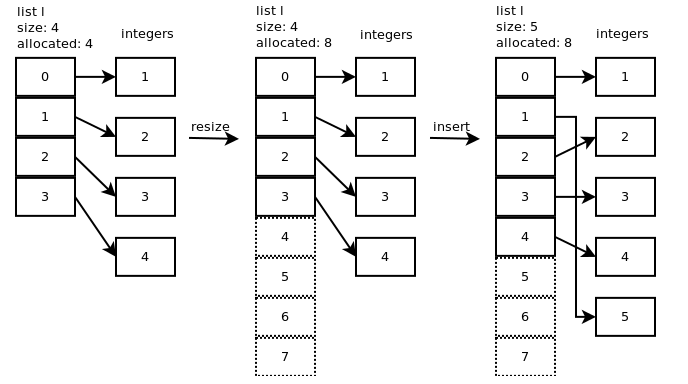 list l
size: 4
allocated: 4
integers
0
1
1
2
2
3
3
4
resize
list l
size: 4
allocated: 8
integers
0
1
1
2
2
3
3
4
4
5
6
7
insert
list l
size: 5
allocated: 8
integers
0
1
1
2
2
3
3
4
4
5
5
6
7